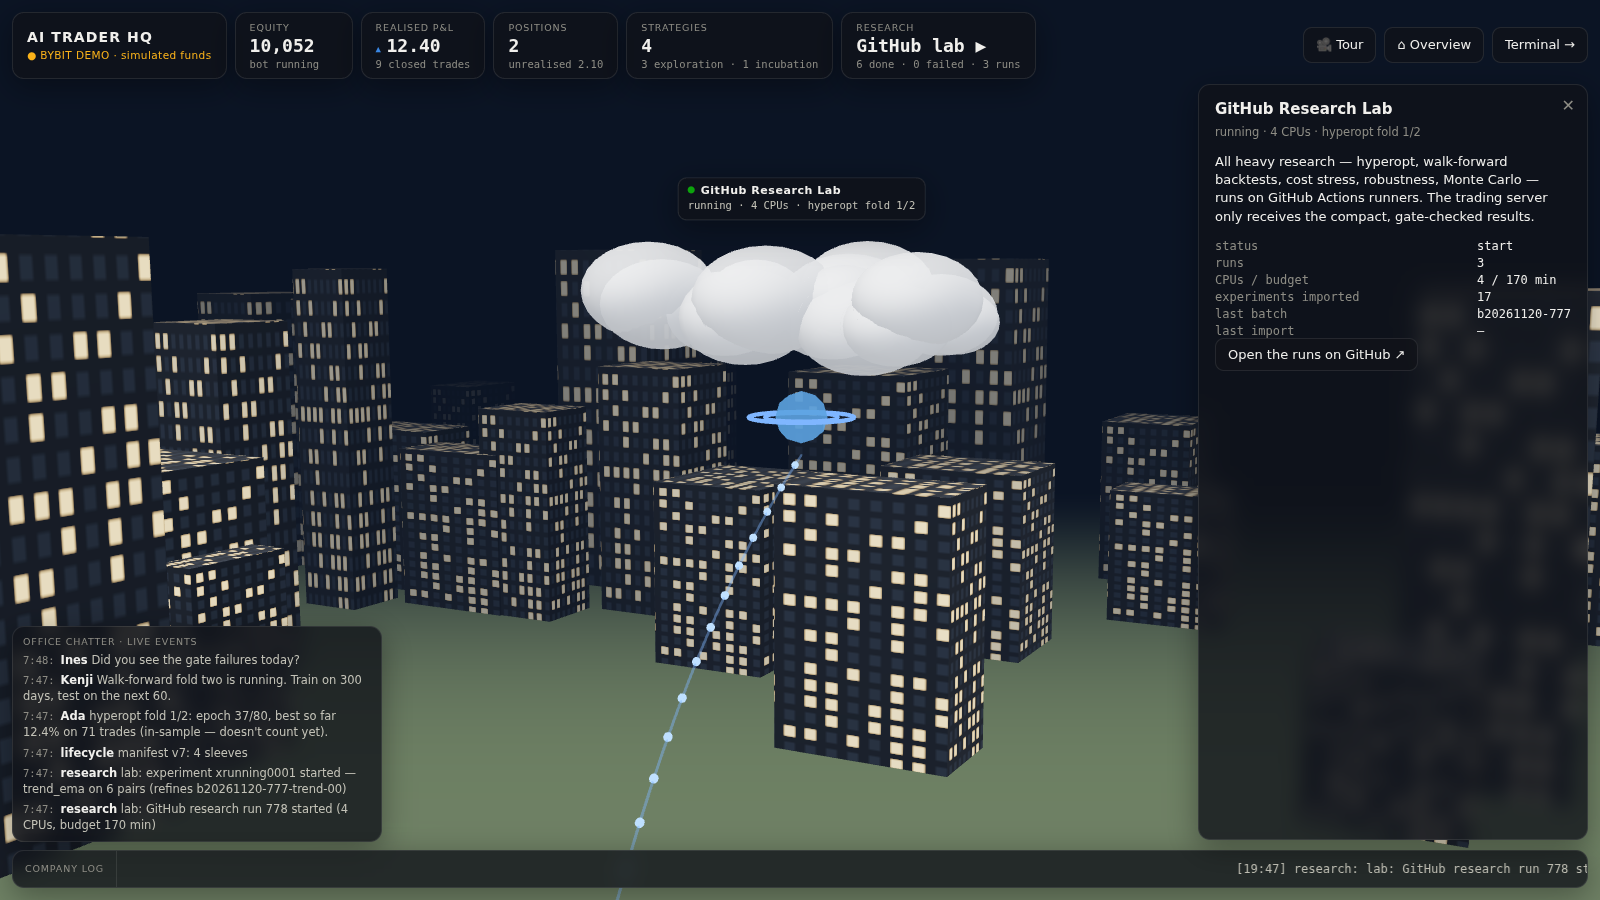 AI TRADER HQ
● BYBIT DEMO · simulated funds
EQUITY
10,052
bot running
REALISED P&L
▲ 12.40
9 closed trades
POSITIONS
2
unrealised 2.10
STRATEGIES
4
3 exploration · 1 incubation
RESEARCH
GitHub lab ▶
6 done · 0 failed · 3 runs
🎥 Tour
⌂ Overview
Terminal →
GitHub Research Lab
running · 4 CPUs · hyperopt fold 1/2
GitHub Research Lab
✕
running · 4 CPUs · hyperopt fold 1/2
All heavy research — hyperopt, walk-forward
backtests, cost stress, robustness, Monte Carlo —
runs on GitHub Actions runners. The trading server
only receives the compact, gate-checked results.
status start
runs 3
CPUs / budget 4 / 170 min
experiments imported 17
last batch b20261120-777
last import —
Open the runs on GitHub ↗
OFFICE CHATTER · LIVE EVENTS
7:48: Ines Did you see the gate failures today?
7:47: Kenji Walk-forward fold two is running. Train on 300
days, test on the next 60.
7:47: Ada hyperopt fold 1/2: epoch 37/80, best so far
12.4% on 71 trades (in-sample — doesn't count yet).
7:47: lifecycle manifest v7: 4 sleeves
7:47: research lab: experiment xrunning0001 started —
trend_ema on 6 pairs (refines b20261120-777-trend-00)
7:47: research lab: GitHub research run 778 started (4
CPUs, budget 170 min)
COMPANY LOG
[19:47] research: lab: GitHub research run 778 st